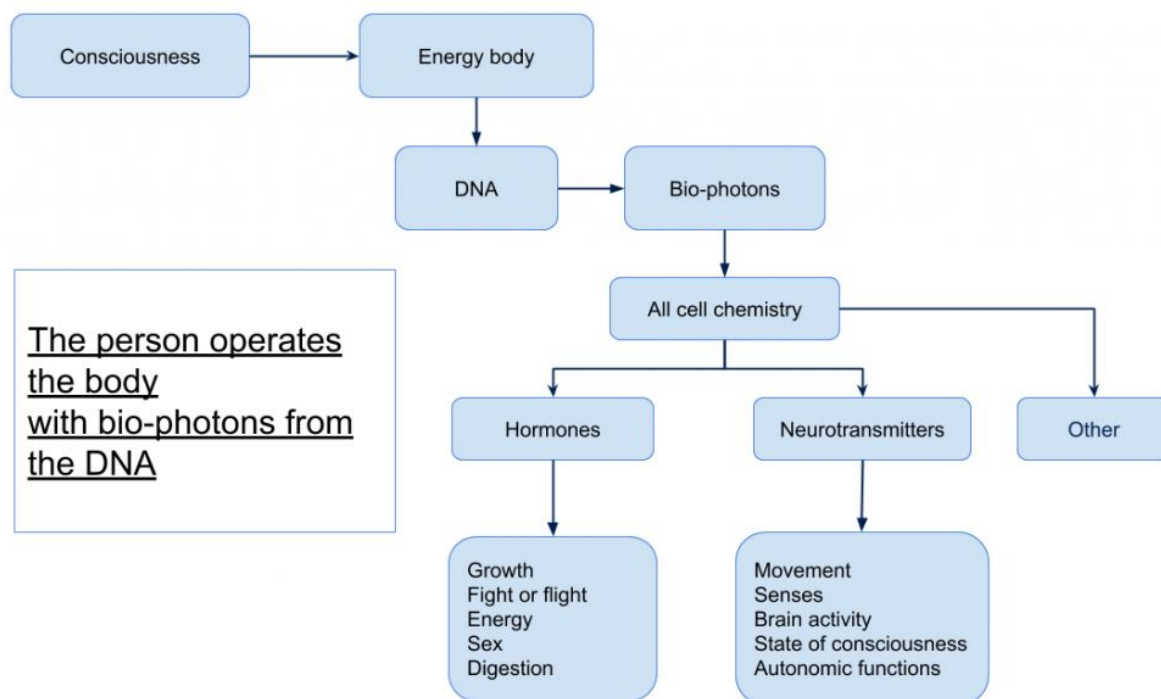 Consciousness
Energy body
DNA
Bio-photons
All cell chemistry
The person operates
the body
with bio-photons from
the DNA
Hormones
Neurotransmitters
Other
Growth
Fight or flight
Energy
Sex
Digestion
Movement
Senses
Brain activity
State of consciousness
Autonomic functions